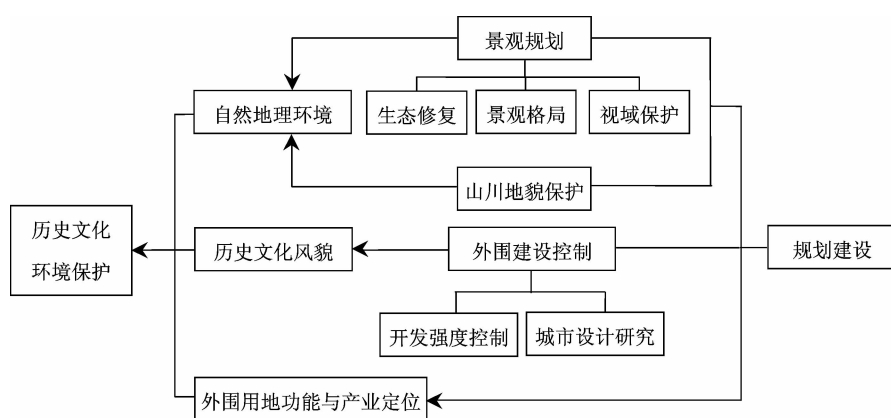 景观规划
自然地理环境
生态修复
景观格局
视域保护
山川地貌保护
历史文化
环境保护
历史文化风貌
外围建设控制
规划建设
开发强度控制
城市设计研究
外围用地功能与产业定位